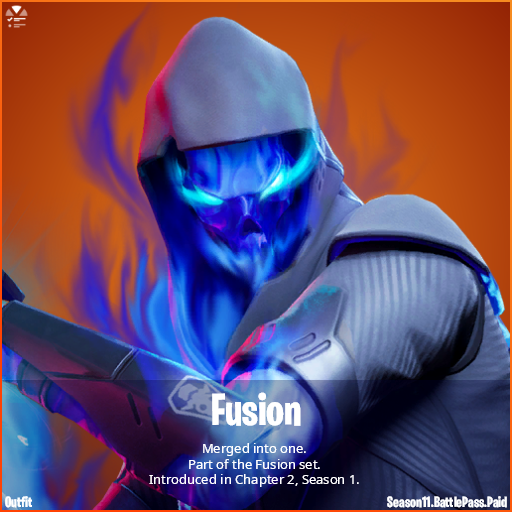 Fusion
Merged into one.
Part of the Fusion set.
Introduced in Chapter 2, Season 1.
Outfit
Season11.BattlePass.Paid